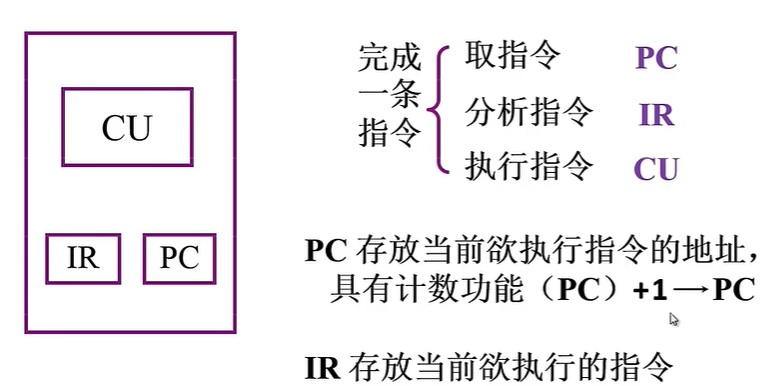 CU
IR
PC
完成
一条
指令
取指令 PC
分析指令 IR
执行指令 CU
PC 存放当前欲执行指令的地址，
具有计数功能（PC）+1→PC
IR 存放当前欲执行的指令